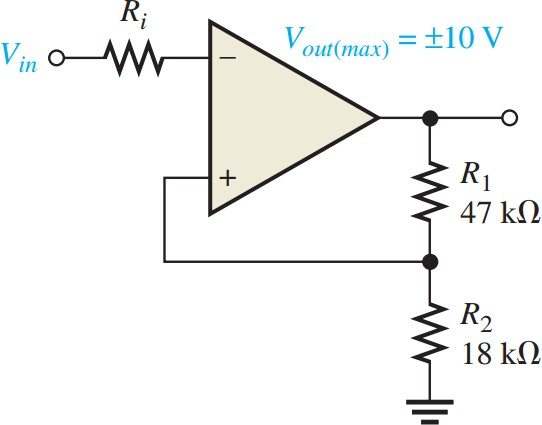 Ri
Vin
Vout(max) = ±10 V
−
+
R1
47 kΩ
R2
18 kΩ